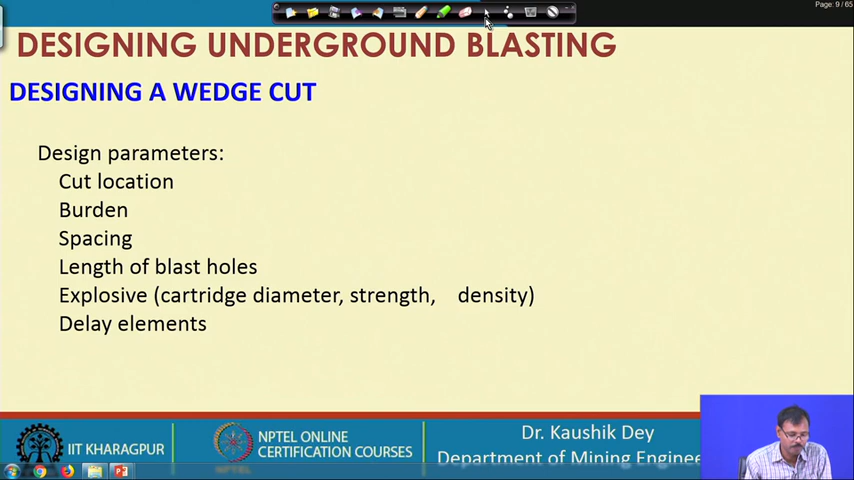 Page: 9 / 65
DESIGNING UNDERGROUND BLASTING
DESIGNING A WEDGE CUT
Design parameters:
Cut location
Burden
Spacing
Length of blast holes
Explosive (cartridge diameter, strength, density)
Delay elements
IIT KHARAGPUR
NPTEL ONLINE
CERTIFICATION COURSES
Dr. Kaushik Dey
Department of Mining Enginee